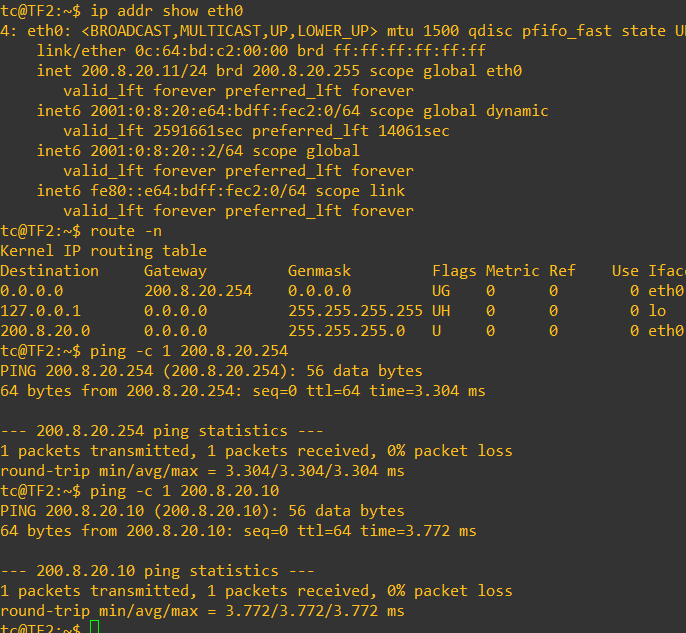 tc@TF2:~$ ip addr show eth0
4: eth0: <BROADCAST,MULTICAST,UP,LOWER_UP> mtu 1500 qdisc pfifo_fast state
    link/ether 0c:64:bd:c2:00:00 brd ff:ff:ff:ff:ff:ff
    inet 200.8.20.11/24 brd 200.8.20.255 scope global eth0
       valid_lft forever preferred_lft forever
    inet6 2001:0:8:20:e64:bdff:fec2:0/64 scope global dynamic
       valid_lft 2591661sec preferred_lft 14061sec
    inet6 2001:0:8:20::2/64 scope global
       valid_lft forever preferred_lft forever
    inet6 fe80::e64:bdff:fec2:0/64 scope link
       valid_lft forever preferred_lft forever
tc@TF2:~$ route -n
Kernel IP routing table
Destination     Gateway         Genmask         Flags Metric Ref    Use Iface
0.0.0.0         200.8.20.254    0.0.0.0         UG    0      0        0 eth0
127.0.0.1       0.0.0.0         255.255.255.255 UH    0      0        0 lo
200.8.20.0      0.0.0.0         255.255.255.0   U     0      0        0 eth0
tc@TF2:~$ ping -c 1 200.8.20.254
PING 200.8.20.254 (200.8.20.254): 56 data bytes
64 bytes from 200.8.20.254: seq=0 ttl=64 time=3.304 ms

--- 200.8.20.254 ping statistics ---
1 packets transmitted, 1 packets received, 0% packet loss
round-trip min/avg/max = 3.304/3.304/3.304 ms
tc@TF2:~$ ping -c 1 200.8.20.10
PING 200.8.20.10 (200.8.20.10): 56 data bytes
64 bytes from 200.8.20.10: seq=0 ttl=64 time=3.772 ms

--- 200.8.20.10 ping statistics ---
1 packets transmitted, 1 packets received, 0% packet loss
round-trip min/avg/max = 3.772/3.772/3.772 ms
tc@TF2:~$